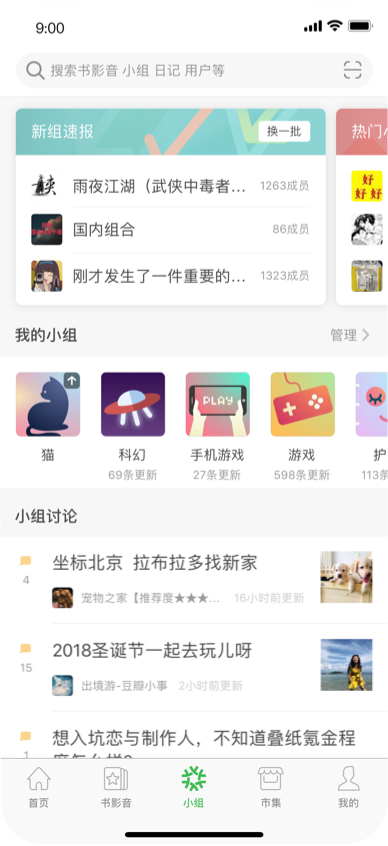 9:00
搜索书影音 小组 日记 用户等
新组速报
换一批
热门小
雨夜江湖（武侠中毒者...
1263成员
国内组合
86成员
刚才发生了一件重要的...
1323成员
好
好 好
我的小组
管理
PLAY
猫
科幻
手机游戏
游戏
护
69条更新
27条更新
598条更新
113条
小组讨论
坐标北京 拉布拉多找新家
4
宠物之家【推荐度★★★...
16小时前更新
2018圣诞节一起去玩儿呀
15
出境游-豆瓣小事
2小时前更新
想入坑恋与制作人，不知道叠纸氪金程
1
首页
书影音
小组
市集
我的